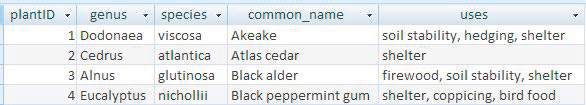 plantID genus species common_name uses
1 Dodonaea viscosa Akeake soil stability, hedging, shelter
2 Cedrus atlantica Atlas cedar shelter
3 Alnus glutinosa Black alder firewood, soil stability, shelter
4 Eucalyptus nichollii Black peppermint gum shelter, coppicing, bird food